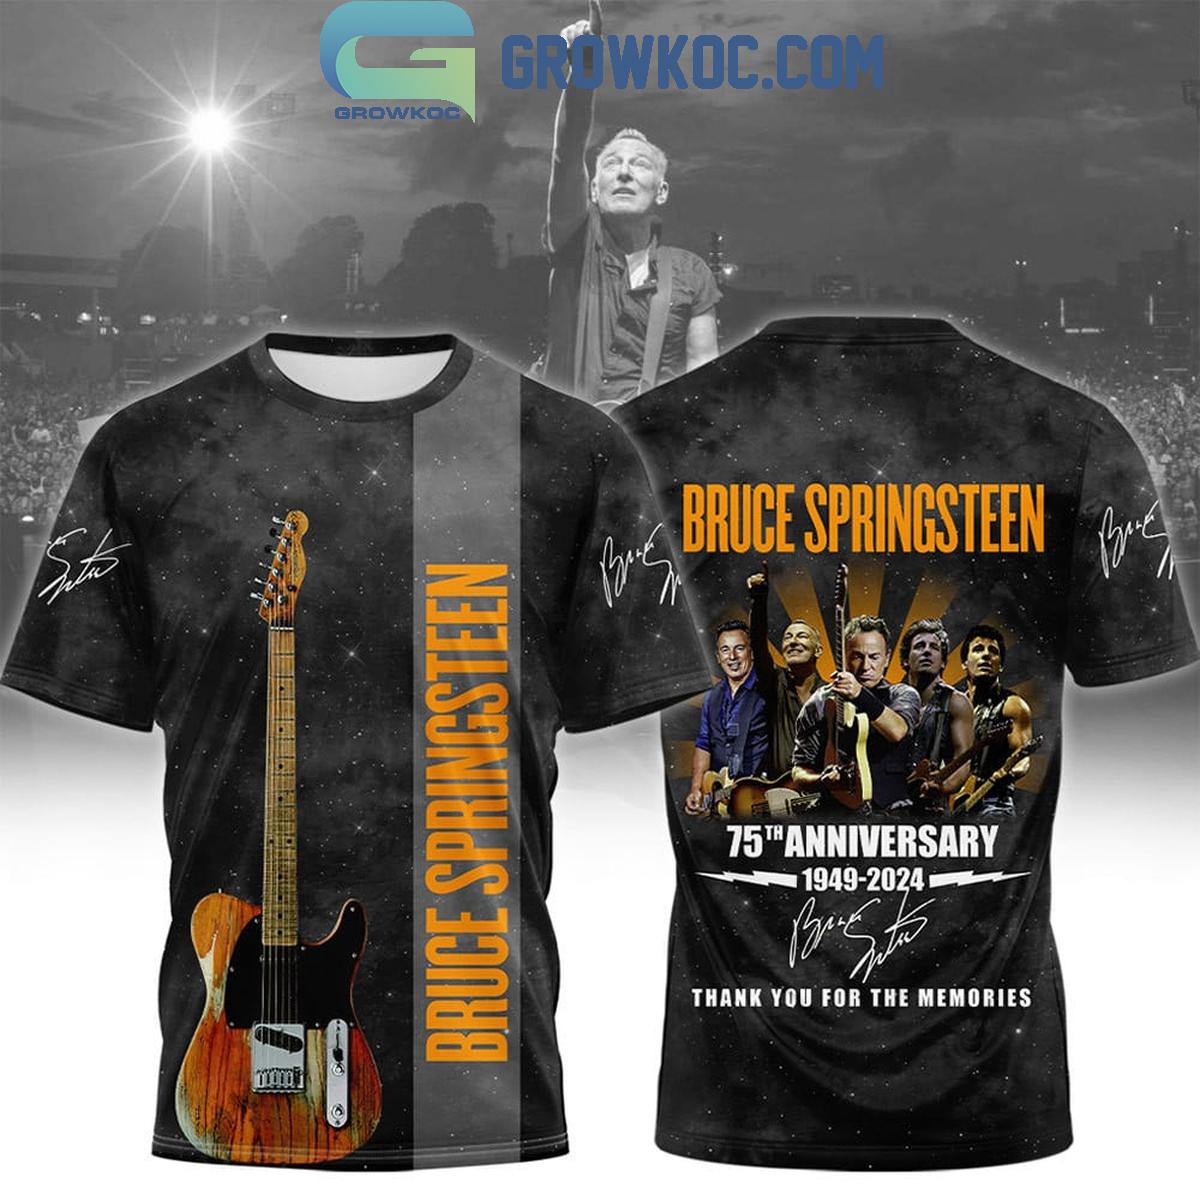 GROWKOC
GROWKOC.COM
BRUCE SPRINGSTEEN
BRUCE SPRINGSTEEN
75TH ANNIVERSARY
1949-2024
THANK YOU FOR THE MEMORIES